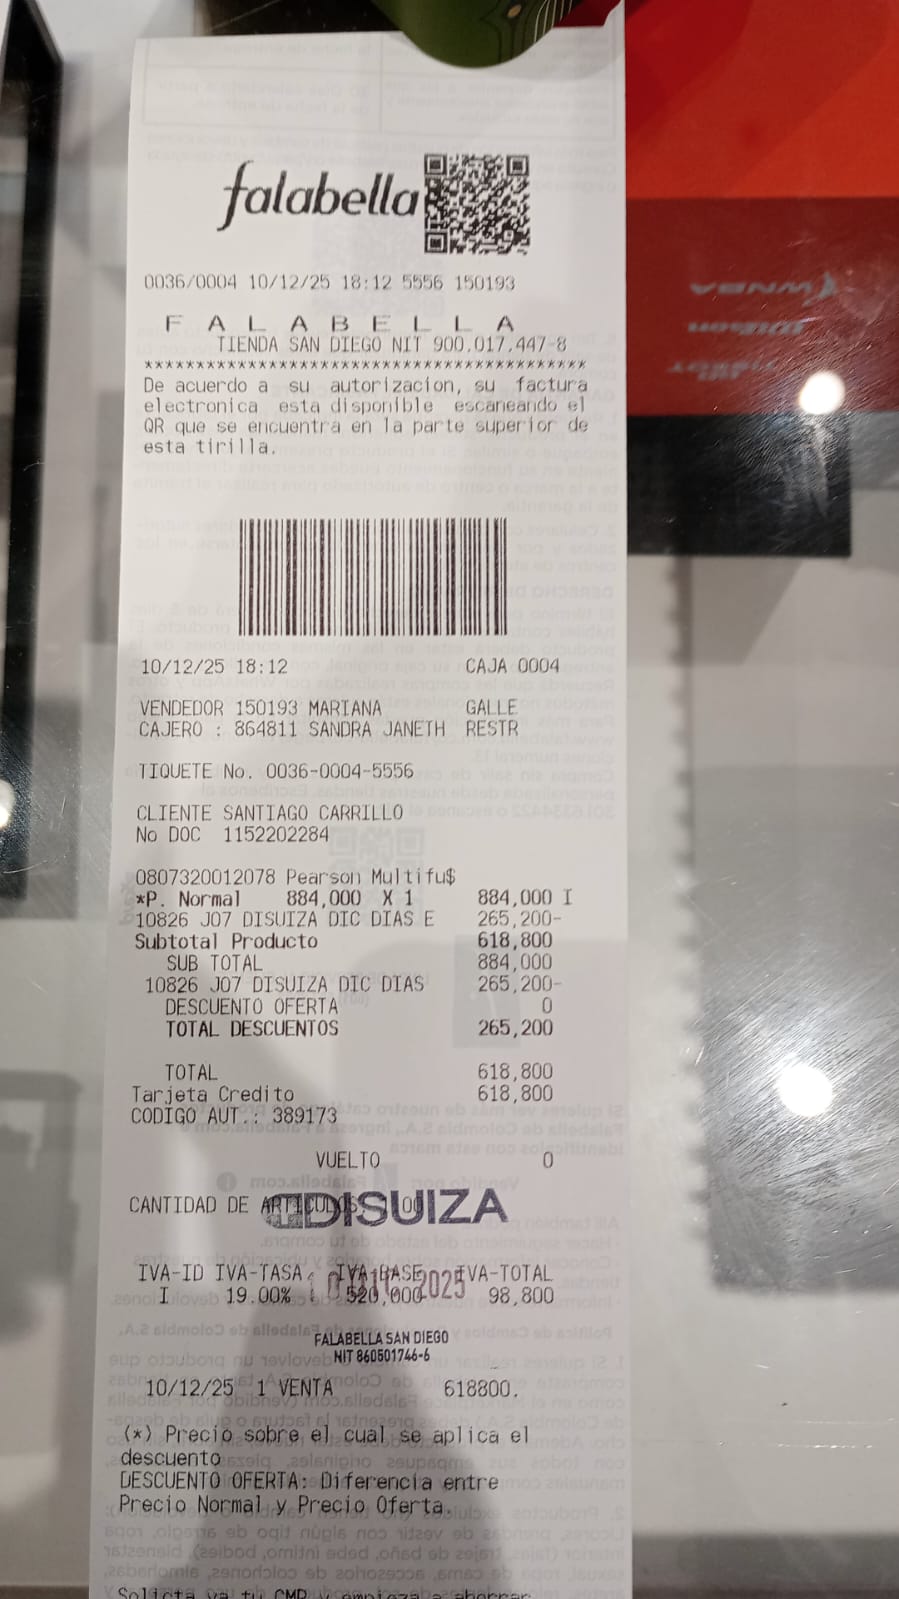 falabella
0036/0004 10/12/25 18:12 5556 150193
F A L A B E L L A
TIENDA SAN DIEGO NIT 900.017.447-8
******************************************
De acuerdo a su autorizacion, su factura
electronica esta disponible escaneando el
QR que se encuentra en la parte superior de
esta tirilla.
10/12/25 18:12 CAJA 0004
VENDEDOR 150193 MARIANA GALLE
CAJERO : 864811 SANDRA JANETH RESTR
TIQUETE No. 0036-0004-5556
CLIENTE SANTIAGO CARRILLO
No DOC 1152202284
0807320012078 Pearson Multifu$
*P. Normal 884,000 X 1 884,000 I
10826 J07 DISUIZA DIC DIAS E 265,200-
Subtotal Producto 618,800
SUB TOTAL 884,000
10826 J07 DISUIZA DIC DIAS 265,200-
DESCUENTO OFERTA 0
TOTAL DESCUENTOS 265,200
TOTAL 618,800
Tarjeta Credito 618,800
CODIGO AUT.: 389173
VUELTO 0
CANTIDAD DE ARTICULOS
DISUIZA
IVA-ID IVA-TASA IVA-BASE IVA-TOTAL
2025
I 19.00% 520,000 98,800
FALABELLA SAN DIEGO
NIT 860501746-6
10/12/25 1 VENTA 618800.
(*) Precio sobre el cual se aplica el
descuento
DESCUENTO OFERTA: Diferencia entre
Precio Normal y Precio Oferta.
Solicita ya tu CMR y empieza a ahorrar